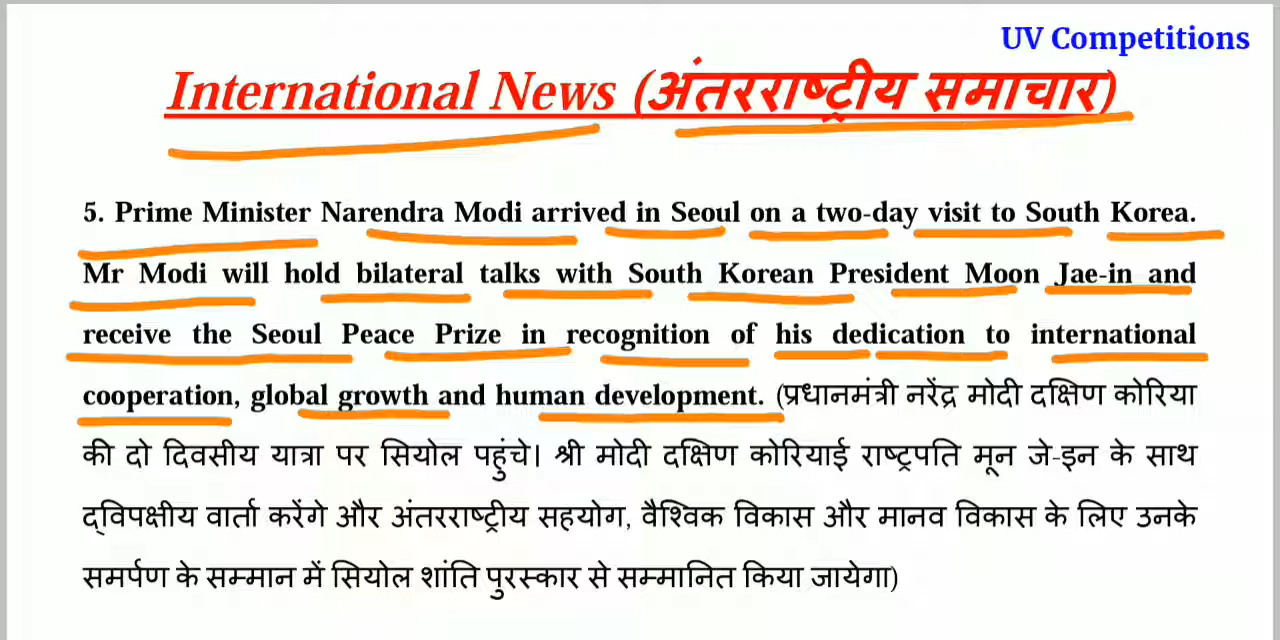 UV Competitions
International News (अंतरराष्ट्रीय समाचार)
5. Prime Minister Narendra Modi arrived in Seoul on a two-day visit to South Korea.
Mr Modi will hold bilateral talks with South Korean President Moon Jae-in and
receive the Seoul Peace Prize in recognition of his dedication to international
cooperation, global growth and human development. (प्रधानमंत्री नरेंद्र मोदी दक्षिण कोरिया
की दो दिवसीय यात्रा पर सियोल पहुंचे। श्री मोदी दक्षिण कोरियाई राष्ट्रपति मून जे-इन के साथ
द्विपक्षीय वार्ता करेंगे और अंतरराष्ट्रीय सहयोग, वैश्विक विकास और मानव विकास के लिए उनके
समर्पण के सम्मान में सियोल शांति पुरस्कार से सम्मानित किया जायेगा)